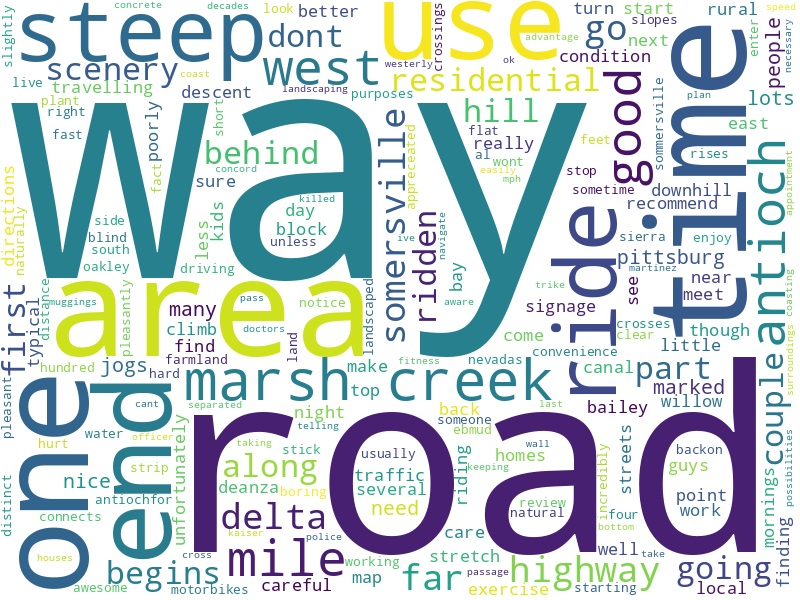 way
road
area
time
use
one
end
steep
west
ride
good
go
dont
hill
behind
scenery
residential
somersville
ridden
antioch
couple
part
marsh creek
delta
mile
begins
along
far
highway
going
first
slightly
concrete
decades
look
better
crossings
turn
start
slopes
speed
rural
people
necessary
advantage
westerly
ok
next
enter
coast
landscaping
purposes
condition
plan
lots
travelling
descent
live
plant
right
fast
poorly
short
fact
concord
killed
sure
kids
less
day
block
unless
side
blind
south
oakley
driving
directions
naturally
distance
muggings
pleasantly
many
find
climb
typical
pass
doctors
ive
notice
landscaped
land
appreceated
flat
al
really
wont
easily
mph
feet
stop
sometime
sommersville
rises
east
downhill
recommend
sierra
enjoy
pittsburg
navigate
bay
aware
trike
martinez
near
meet
see
signage
crosses
though
clear
little
coasting
appointment
surroundings
come
convenience
nevadas
fitness
canal
marked
willow
bailey
hundred
jogs
farmland
hard
make
top
pleasant
cant
separated
night
last
back
someone
ebmud
hurt
officer
water
telling
taking
stick
usually
wall
homes
keeping
streets
guys
backon
strip
nice
antiochfor
unfortunately
deanza
boring
traffic
several
need
riding
review
natural
incredibly
four
point
work
mornings
possibilities
distinct
connects
houses
awesome
motorbikes
cross
kaiser
police
careful
working
map
care
stretch
passage
exercise
bottom
well
take
starting
local
finding